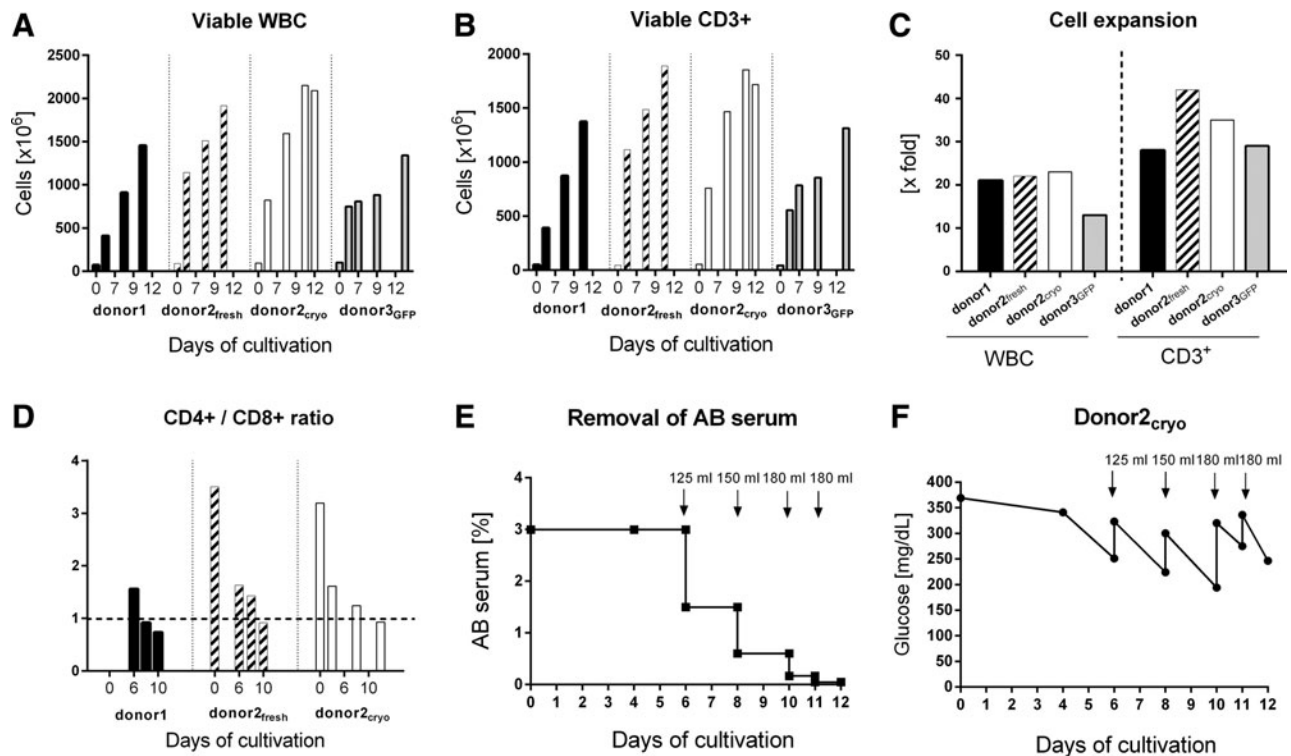 A
Viable WBC
Cells [x10⁶]
2500
2000
1500
1000
500
0
0 7 9 12 0 7 9 12 0 7 9 12 0 7 9 12
donor1 donor2fresh donor2cryo donor3GFP
Days of cultivation
B
Viable CD3+
Cells [x10⁶]
2000
1500
1000
500
0
0 7 9 12 0 7 9 12 0 7 9 12 0 7 9 12
donor1 donor2fresh donor2cryo donor3GFP
Days of cultivation
C
Cell expansion
[x fold]
50
40
30
20
10
0
donor1 donor2fresh donor2cryo donor3GFP donor1 donor2fresh donor2cryo donor3GFP
WBC CD3⁺
D
CD4+ / CD8+ ratio
4
3
2
1
0
0 6 10 0 6 10 0 6 10
donor1 donor2fresh donor2cryo
Days of cultivation
E
Removal of AB serum
AB serum [%]
125 ml 150 ml 180 ml 180 ml
4
3
2
1
0
0 1 2 3 4 5 6 7 8 9 10 11 12
Days of cultivation
F
Donor2cryo
Glucose [mg/dL]
125 ml 150 ml 180 ml 180 ml
400
350
300
250
200
150
100
50
0
0 1 2 3 4 5 6 7 8 9 10 11 12
Days of cultivation